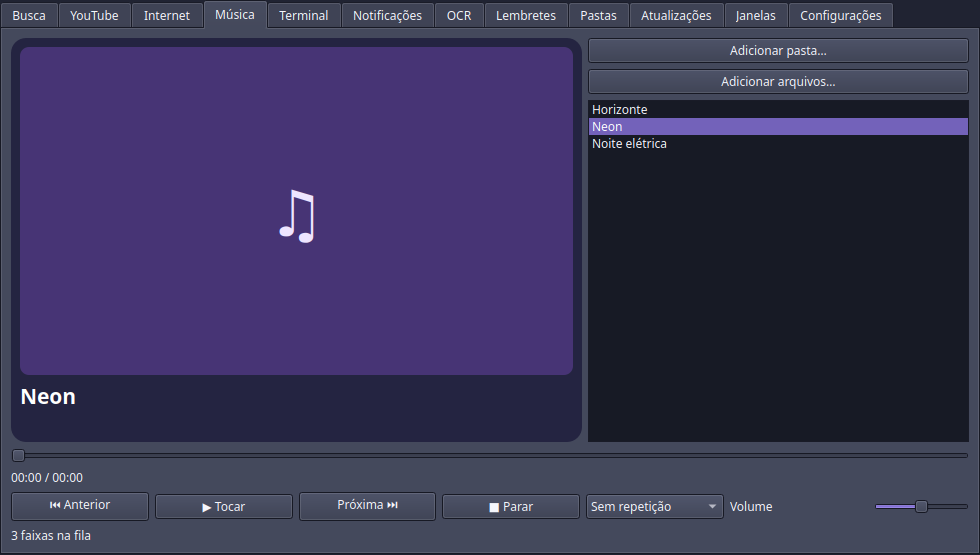 Busca YouTube Internet Música Terminal Notificações OCR Lembretes Pastas Atualizações Janelas Configurações
Adicionar pasta...
Adicionar arquivos...
Horizonte
Neon
Noite elétrica
Neon
00:00 / 00:00
⏮ Anterior ▶ Tocar Próxima ⏭ ■ Parar Sem repetição Volume
3 faixas na fila